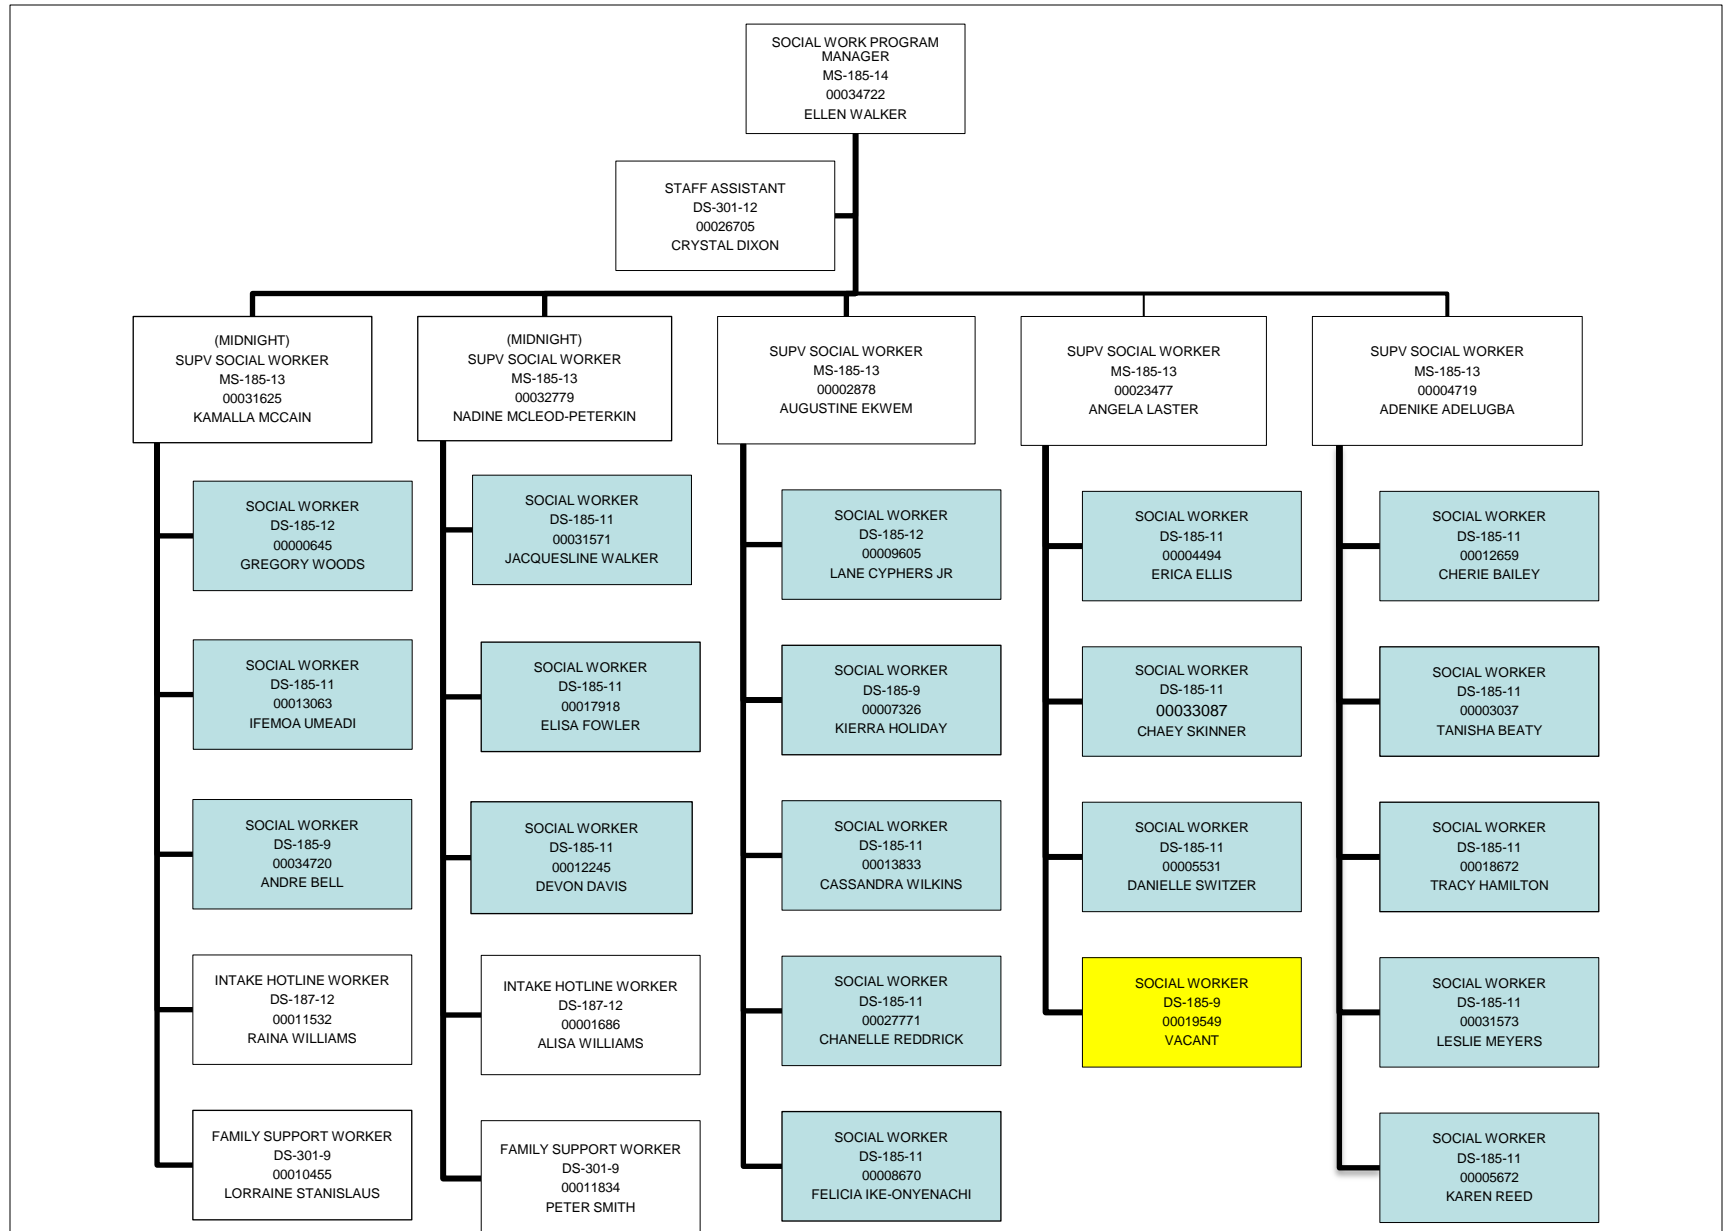 SOCIAL WORK PROGRAM
MANAGER
MS-185-14
00034722
ELLEN WALKER
STAFF ASSISTANT
DS-301-12
00026705
CRYSTAL DIXON
(MIDNIGHT)
SUPV SOCIAL WORKER
MS-185-13
00031625
KAMALLA MCCAIN
(MIDNIGHT)
SUPV SOCIAL WORKER
MS-185-13
00032779
NADINE MCLEOD-PETERKIN
SUPV SOCIAL WORKER
MS-185-13
00002878
AUGUSTINE EKWEM
SUPV SOCIAL WORKER
MS-185-13
00023477
ANGELA LASTER
SUPV SOCIAL WORKER
MS-185-13
00004719
ADENIKE ADELUGBA
SOCIAL WORKER
DS-185-12
00000645
GREGORY WOODS
SOCIAL WORKER
DS-185-11
00031571
JACQUESLINE WALKER
SOCIAL WORKER
DS-185-12
00009605
LANE CYPHERS JR
SOCIAL WORKER
DS-185-11
00004494
ERICA ELLIS
SOCIAL WORKER
DS-185-11
00012659
CHERIE BAILEY
SOCIAL WORKER
DS-185-11
00013063
IFEMOA UMEADI
SOCIAL WORKER
DS-185-11
00017918
ELISA FOWLER
SOCIAL WORKER
DS-185-9
00007326
KIERRA HOLIDAY
SOCIAL WORKER
DS-185-11
00033087
CHAEY SKINNER
SOCIAL WORKER
DS-185-11
00003037
TANISHA BEATY
SOCIAL WORKER
DS-185-9
00034720
ANDRE BELL
SOCIAL WORKER
DS-185-11
00012245
DEVON DAVIS
SOCIAL WORKER
DS-185-11
00013833
CASSANDRA WILKINS
SOCIAL WORKER
DS-185-11
00005531
DANIELLE SWITZER
SOCIAL WORKER
DS-185-11
00018672
TRACY HAMILTON
INTAKE HOTLINE WORKER
DS-187-12
00011532
RAINA WILLIAMS
INTAKE HOTLINE WORKER
DS-187-12
00001686
ALISA WILLIAMS
SOCIAL WORKER
DS-185-11
00027771
CHANELLE REDDRICK
SOCIAL WORKER
DS-185-9
00019549
VACANT
SOCIAL WORKER
DS-185-11
00031573
LESLIE MEYERS
FAMILY SUPPORT WORKER
DS-301-9
00010455
LORRAINE STANISLAUS
FAMILY SUPPORT WORKER
DS-301-9
00011834
PETER SMITH
SOCIAL WORKER
DS-185-11
00008670
FELICIA IKE-ONYENACHI
SOCIAL WORKER
DS-185-11
00005672
KAREN REED